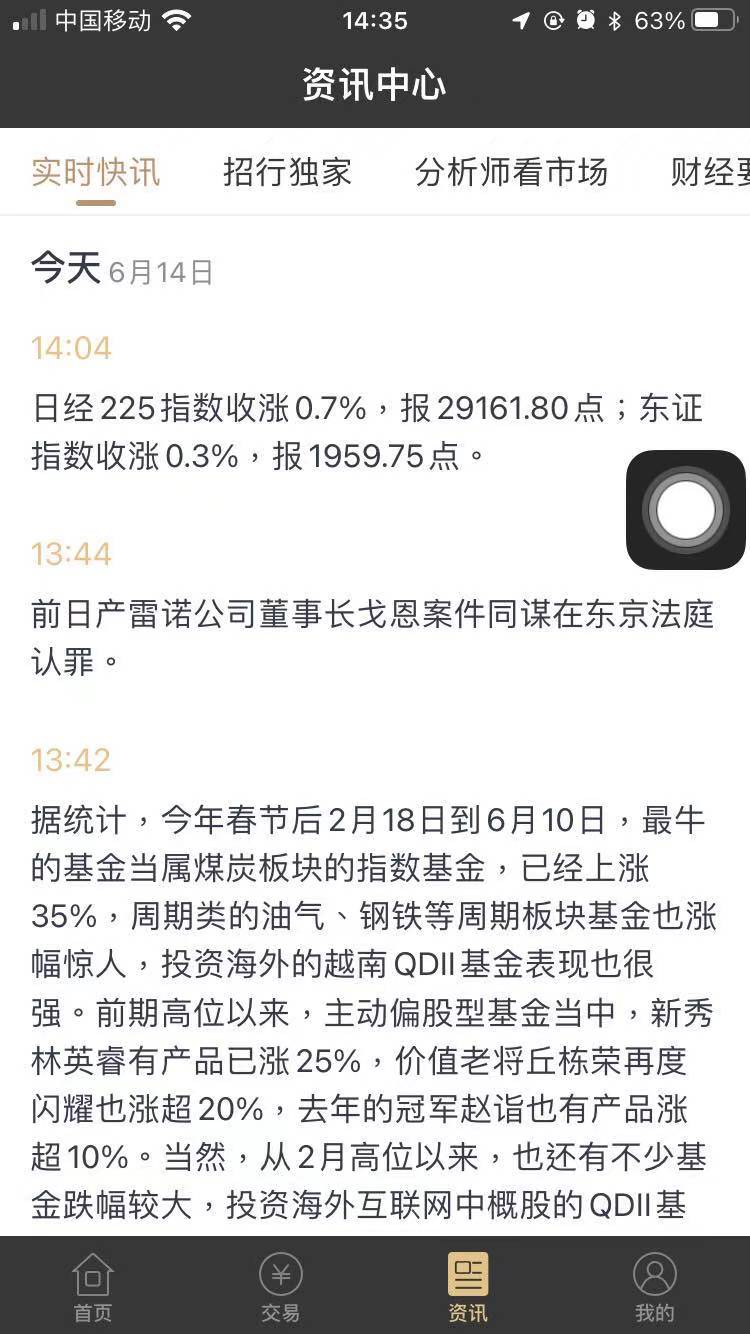 中国移动 14:35 63%
资讯中心
实时快讯 招行独家 分析师看市场 财经
今天 6月14日
14:04
日经225指数收涨0.7%，报29161.80点；东证
指数收涨0.3%，报1959.75点。
13:44
前日产雷诺公司董事长戈恩案件同谋在东京法庭
认罪。
13:42
据统计，今年春节后2月18日到6月10日，最牛
的基金当属煤炭板块的指数基金，已经上涨
35%，周期类的油气、钢铁等周期板块基金也涨
幅惊人，投资海外的越南QDII基金表现也很
强。前期高位以来，主动偏股型基金当中，新秀
林英睿有产品已涨25%，价值老将丘栋荣再度
闪耀也涨超20%，去年的冠军赵诣也有产品涨
超10%。当然，从2月高位以来，也还有不少基
金跌幅较大，投资海外互联网中概股的QDII基
首页 交易 资讯 我的